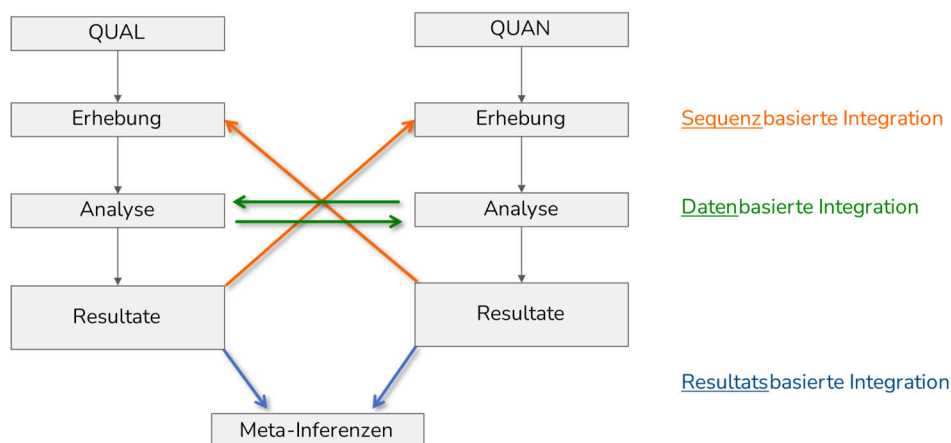 QUAL
QUAN
Erhebung
Erhebung
Sequenzbasierte Integration
Analyse
Analyse
Datenbasierte Integration
Resultate
Resultate
Resultatsbasierte Integration
Meta-Inferenzen